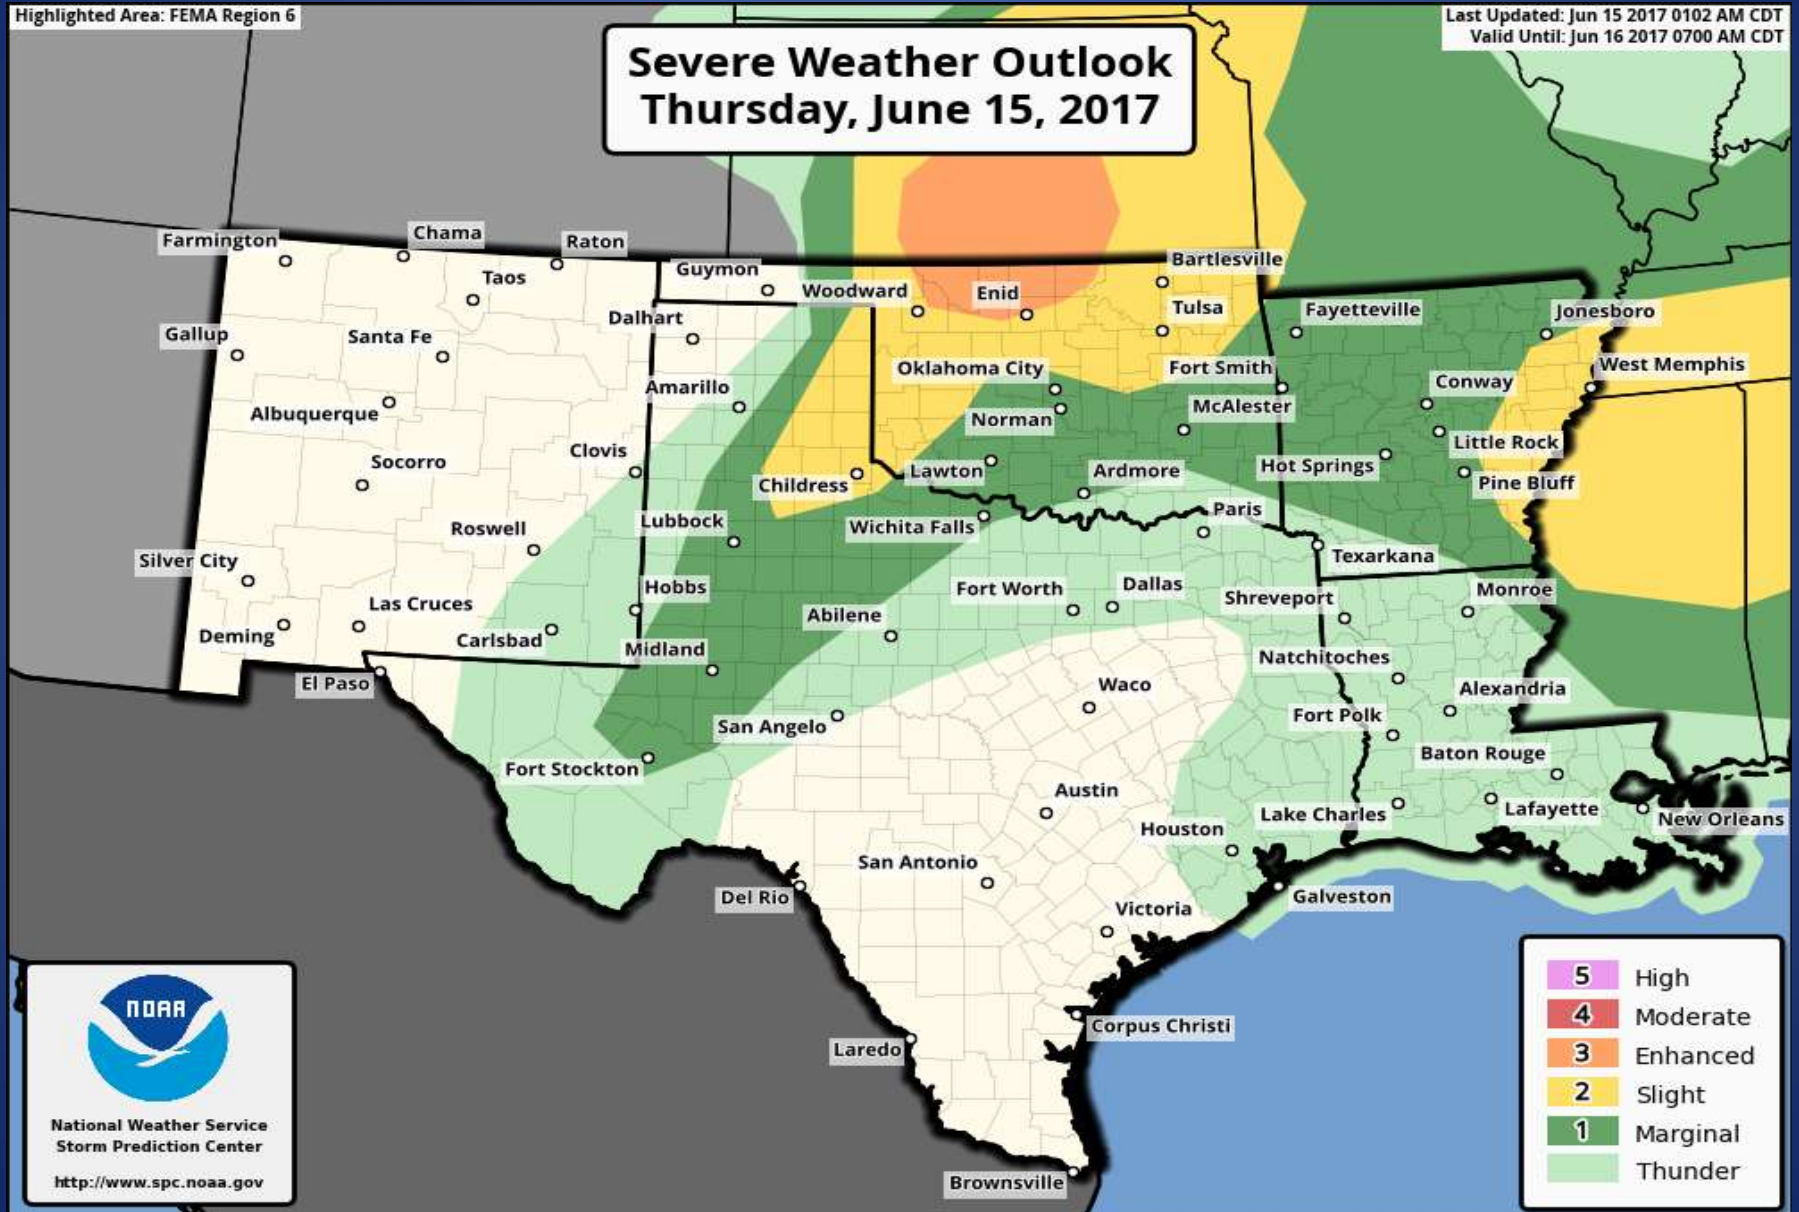 Highlighted Area: FEMA Region 6
Last Updated: Jun 15 2017 0102 AM CDT
Valid Until: Jun 16 2017 0700 AM CDT
Severe Weather Outlook
Thursday, June 15, 2017
Farmington
Chama
Raton
Taos
Guymon
Woodward
Enid
Bartlesville
Tulsa
Fayetteville
Jonesboro
Gallup
Santa Fe
Dalhart
Oklahoma City
Fort Smith
West Memphis
Albuquerque
Amarillo
Norman
McAlester
Conway
Clovis
Little Rock
Socorro
Childress
Lawton
Ardmore
Hot Springs
Pine Bluff
Roswell
Lubbock
Wichita Falls
Paris
Silver City
Texarkana
Hobbs
Fort Worth
Dallas
Shreveport
Monroe
Las Cruces
Abilene
Deming
Carlsbad
Midland
Natchitoches
El Paso
Waco
Alexandria
San Angelo
Fort Polk
Fort Stockton
Baton Rouge
Austin
Houston
Lake Charles
Lafayette
New Orleans
San Antonio
Del Rio
Galveston
Victoria
Corpus Christi
Laredo
Brownsville
NOAA
National Weather Service
Storm Prediction Center
http://www.spc.noaa.gov
5 High
4 Moderate
3 Enhanced
2 Slight
1 Marginal
Thunder